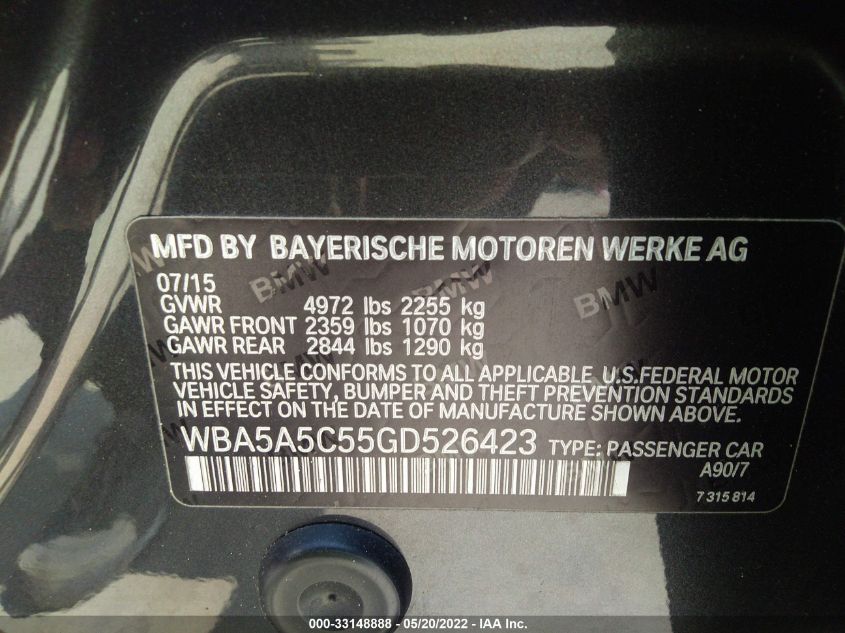 MFD BY BAYERISCHE MOTOREN WERKE AG
07/15
GVWR 4972 lbs 2255 kg
GAWR FRONT 2359 lbs 1070 kg
GAWR REAR 2844 lbs 1290 kg
THIS VEHICLE CONFORMS TO ALL APPLICABLE U.S.FEDERAL MOTOR
VEHICLE SAFETY, BUMPER AND THEFT PREVENTION STANDARDS
IN EFFECT ON THE DATE OF MANUFACTURE SHOWN ABOVE.
WBA5A5C55GD526423 TYPE: PASSENGER CAR
A90/7
7 315 814
BMW BMW BMW
000-33148888 - 05/20/2022 - IAA Inc.